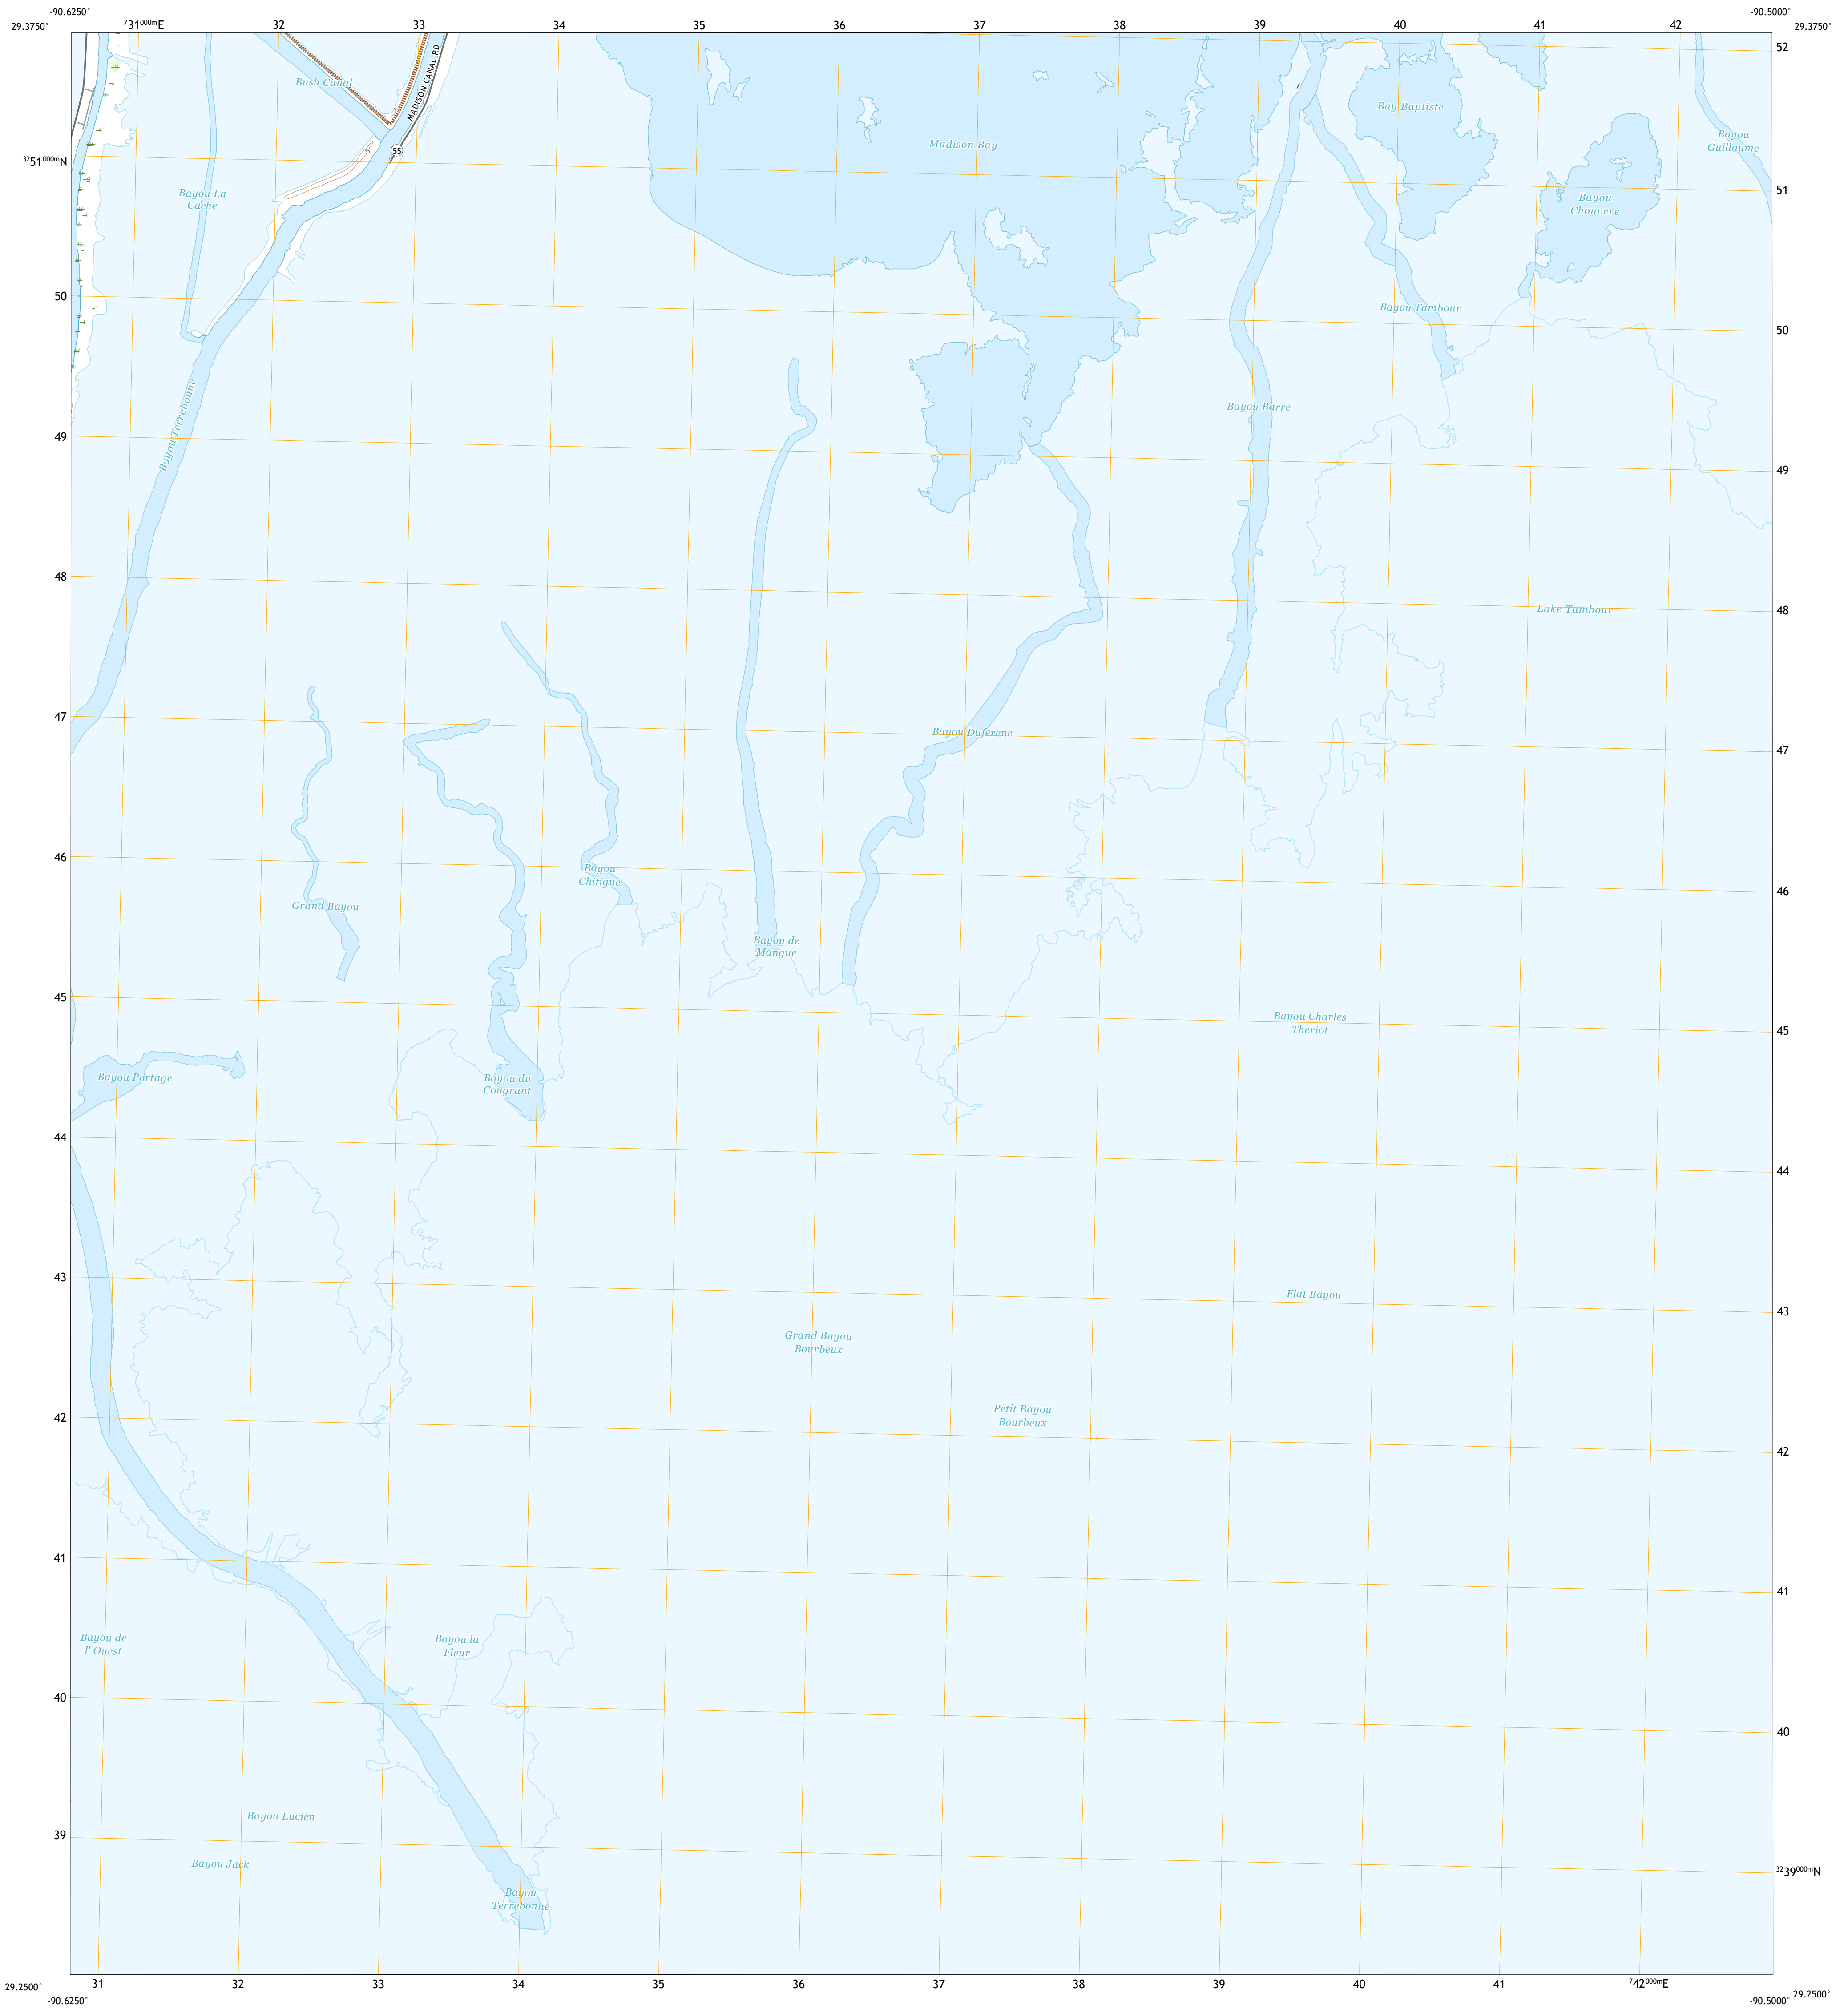 -90.6250°
-90.5000°
29.3750°
⁷31⁰⁰⁰ᵐE
32
33
34
35
36
37
38
39
40
41
42
29.3750°
52
Bush Canal
MADISON CANAL RD
5
55
5
Madison Bay
Bay Baptiste
Bayou
Guillaume
³²51⁰⁰⁰ᵐN
51
Bayou La
Cache
Bayou
Chouvere
50
Bayou Tambour
50
Bayou Terrebonne
Bayou Barre
49
49
48
Lake Tambour
48
47
Bayou Duferene
47
46
Bayou
Chitigue
46
Grand Bayou
Bayou de
Mangue
45
Bayou Charles
Theriot
45
Bayou Portage
Bayou du
Cougrant
44
44
43
Flat Bayou
43
Grand Bayou
Bourbeux
Petit Bayou
Bourbeux
42
42
41
41
Bayou de
l' Ouest
Bayou la
Fleur
40
40
Bayou Lucien
39
Bayou Jack
³²39⁰⁰⁰ᵐN
Bayou
Terrebonne
29.2500°
31
32
33
34
35
36
37
38
39
40
41
⁷42⁰⁰⁰ᵐE
29.2500°
-90.6250°
-90.5000°